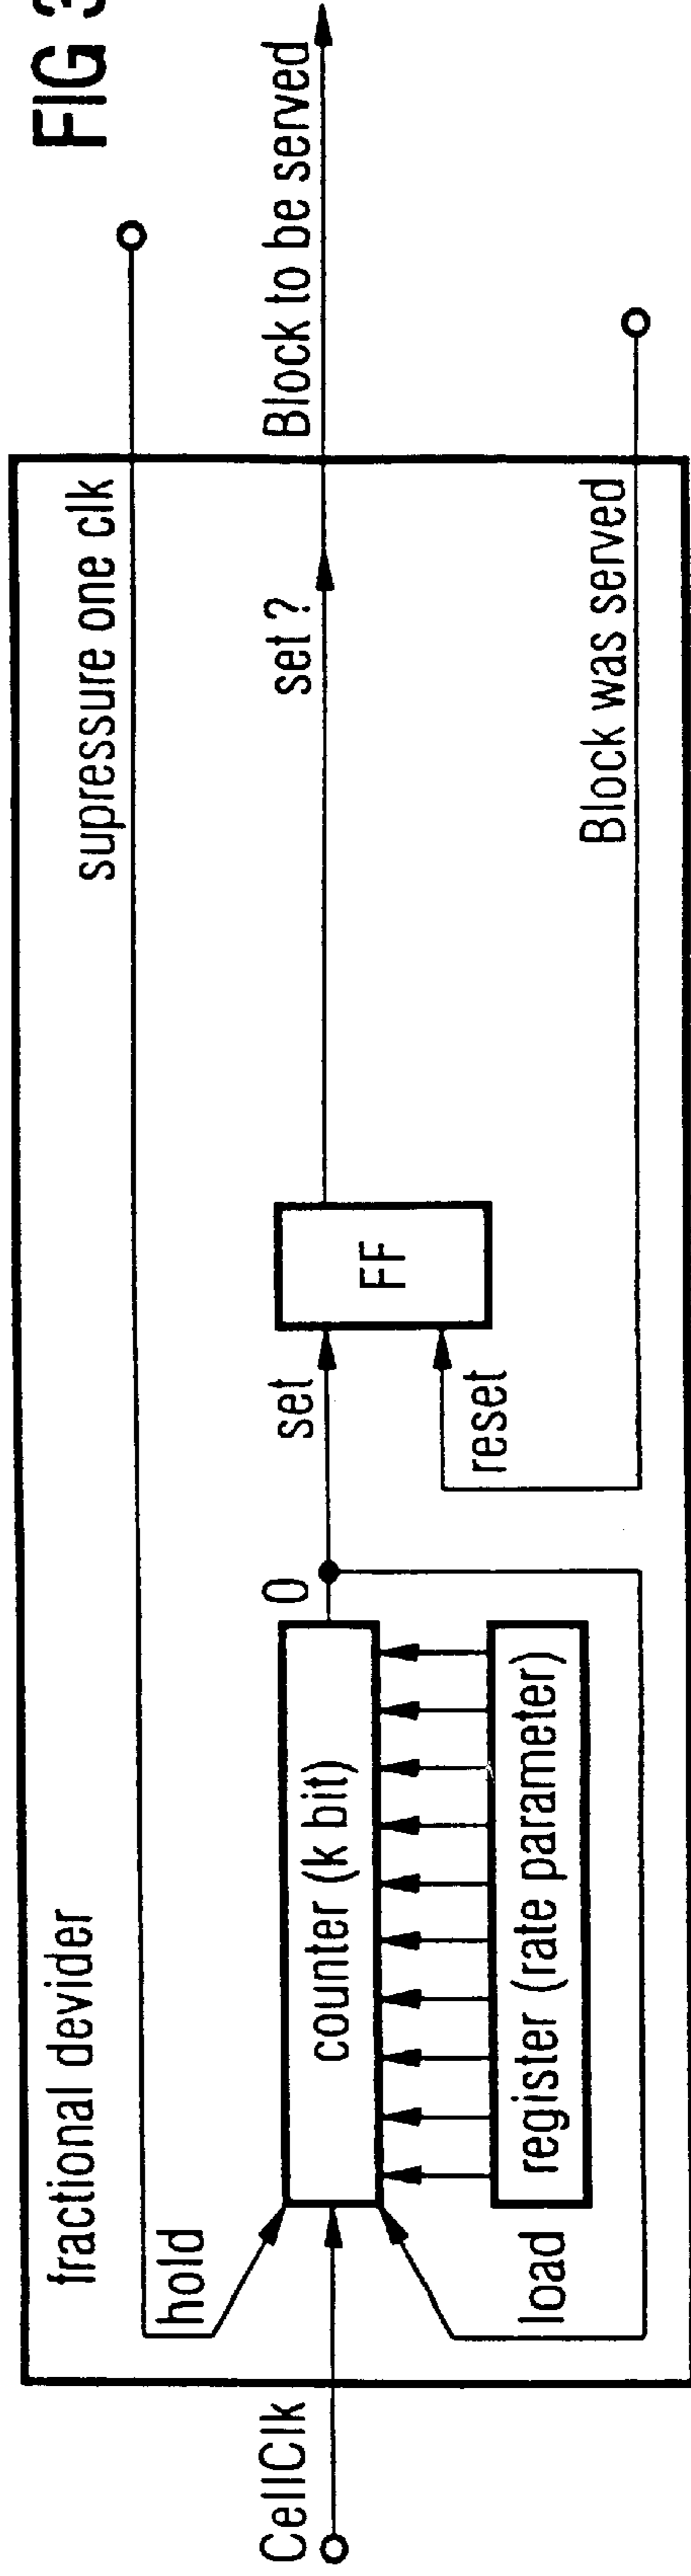 FIG 3
fractional devider
supressure one clk
hold
CellClk
counter (k bit)
0
set
FF
set ?
Block to be served
reset
register (rate parameter)
load
Block was served